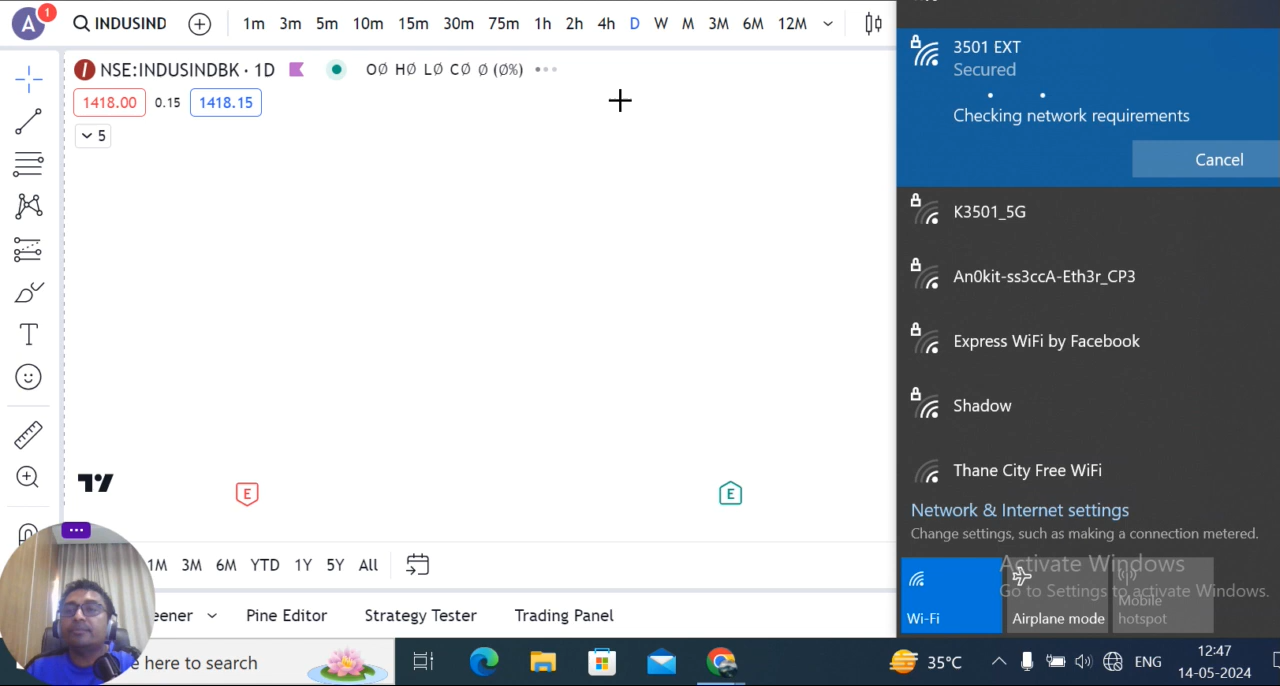 A 1 INDUSIND 1m 3m 5m 10m 15m 30m 75m 1h 2h 4h D W M 3M 6M 12M
NSE:INDUSINDBK · 1D OØ HØ LØ CØ Ø (Ø%)
1418.00 0.15 1418.15
5
E E
1M 3M 6M YTD 1Y 5Y All
eener Pine Editor Strategy Tester Trading Panel
3501 EXT
Secured
Checking network requirements
Cancel
K3501_5G
An0kit-ss3ccA-Eth3r_CP3
Express WiFi by Facebook
Shadow
Thane City Free WiFi
Network & Internet settings
Change settings, such as making a connection metered.
Activate Windows
Go to Settings to activate Windows.
Wi-Fi
Airplane mode
Mobile
hotspot
e here to search
35°C ENG
12:47
14-05-2024